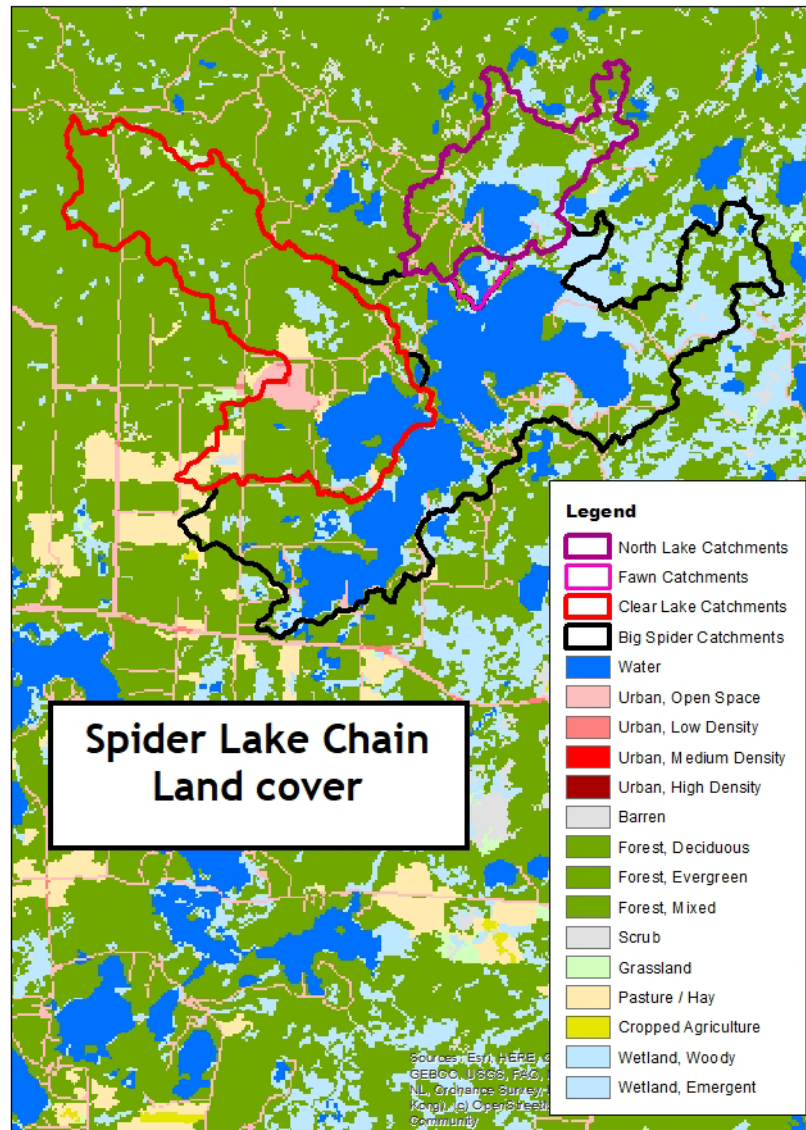 Spider Lake Chain
Land cover
Legend
North Lake Catchments
Fawn Catchments
Clear Lake Catchments
Big Spider Catchments
Water
Urban, Open Space
Urban, Low Density
Urban, Medium Density
Urban, High Density
Barren
Forest, Deciduous
Forest, Evergreen
Forest, Mixed
Scrub
Grassland
Pasture / Hay
Cropped Agriculture
Wetland, Woody
Wetland, Emergent
Sources: Esri, HERE, G
GEBCO, USGS, FAO,
NL, Ordnance Survey,
Kong), (c) OpenStreet
Community